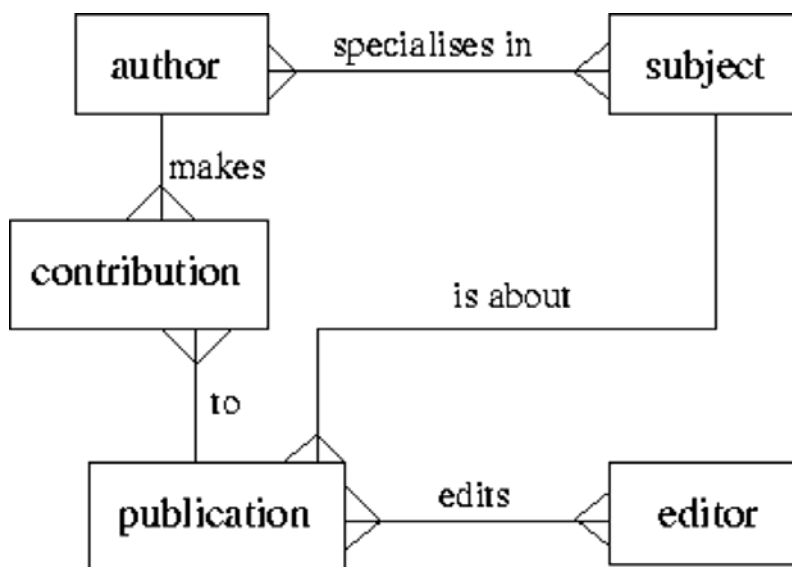 author
specialises in
subject
makes
contribution
is about
to
publication
edits
editor